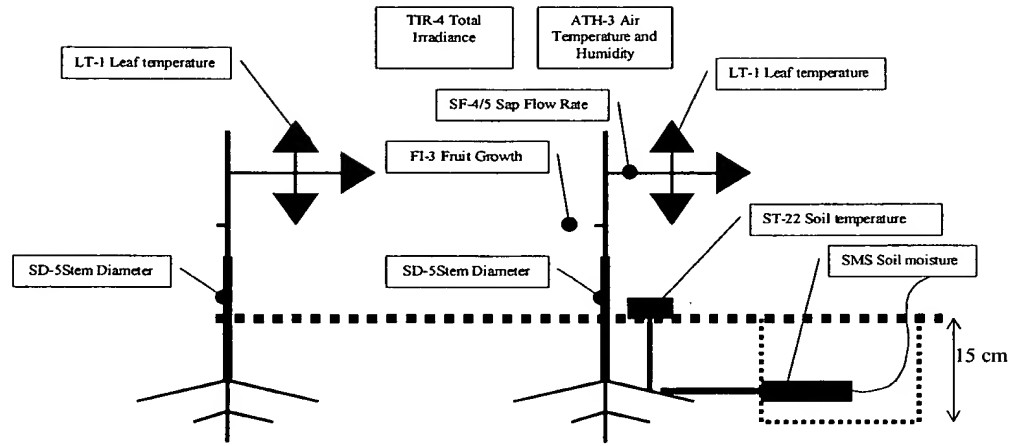 TIR-4 Total
Irradiance
ATH-3 Air
Temperature and
Humidity
LT-1 Leaf temperature
LT-1 Leaf temperature
SF-4/5 Sap Flow Rate
FI-3 Fruit Growth
ST-22 Soil temperature
SD-5Stem Diameter
SD-5Stem Diameter
SMS Soil moisture
15 cm